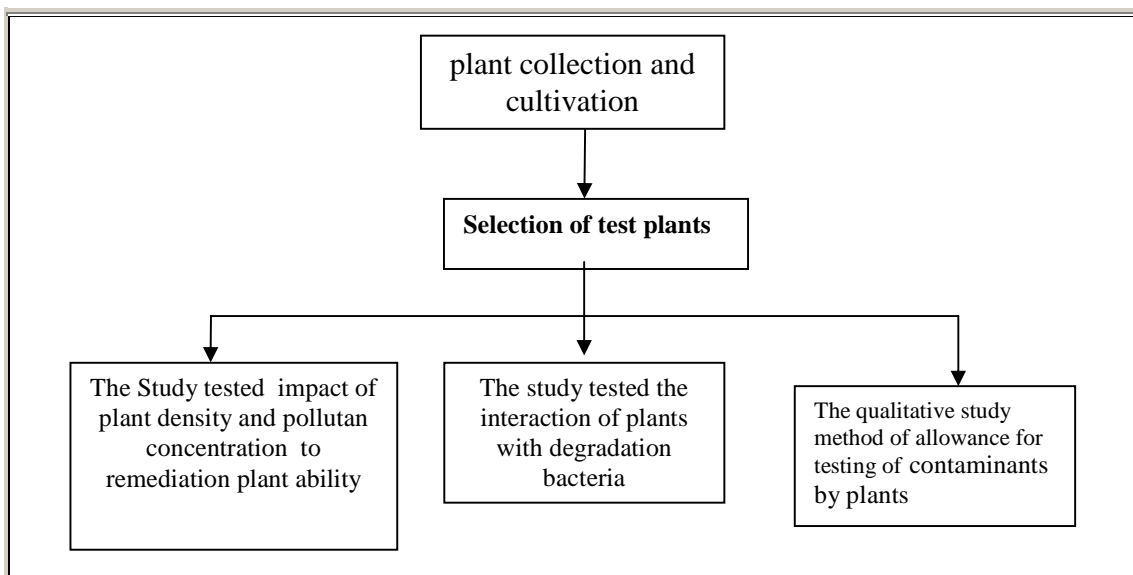 plant collection and
cultivation
Selection of test plants
The Study tested impact of
plant density and pollutan
concentration to
remediation plant ability
The study tested the
interaction of plants
with degradation
bacteria
The qualitative study
method of allowance for
testing of contaminants
by plants